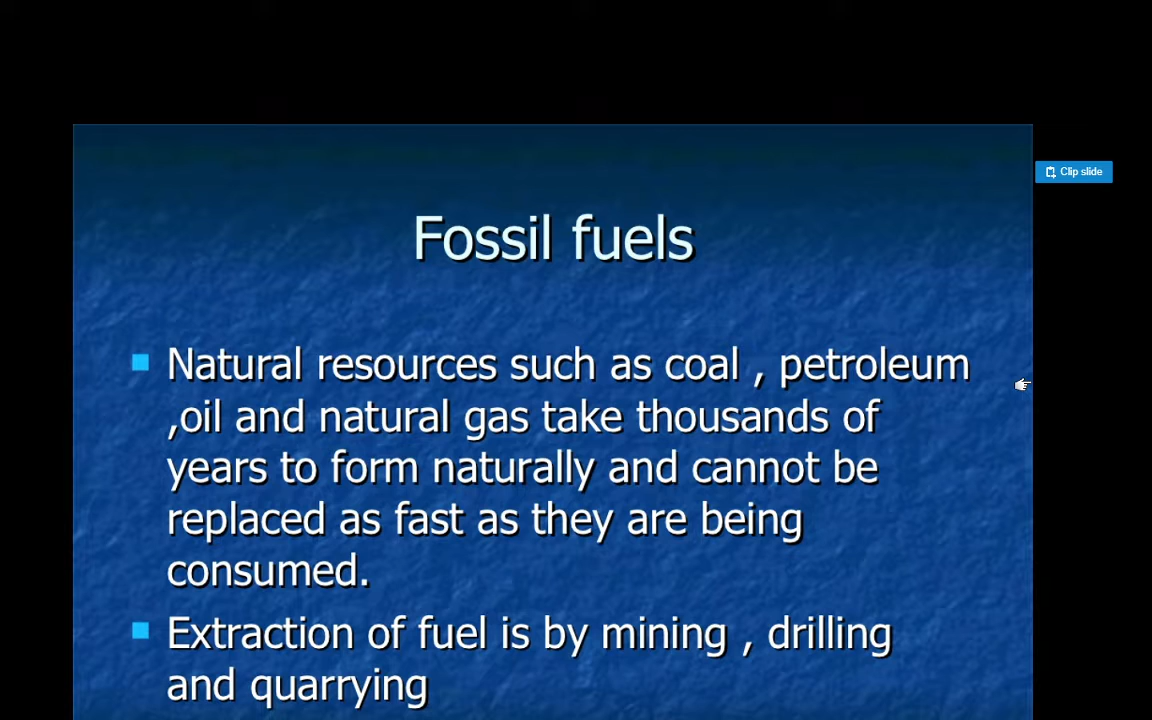 Clip slide
Fossil fuels
Natural resources such as coal , petroleum
,oil and natural gas take thousands of
years to form naturally and cannot be
replaced as fast as they are being
consumed.
Extraction of fuel is by mining , drilling
and quarrying